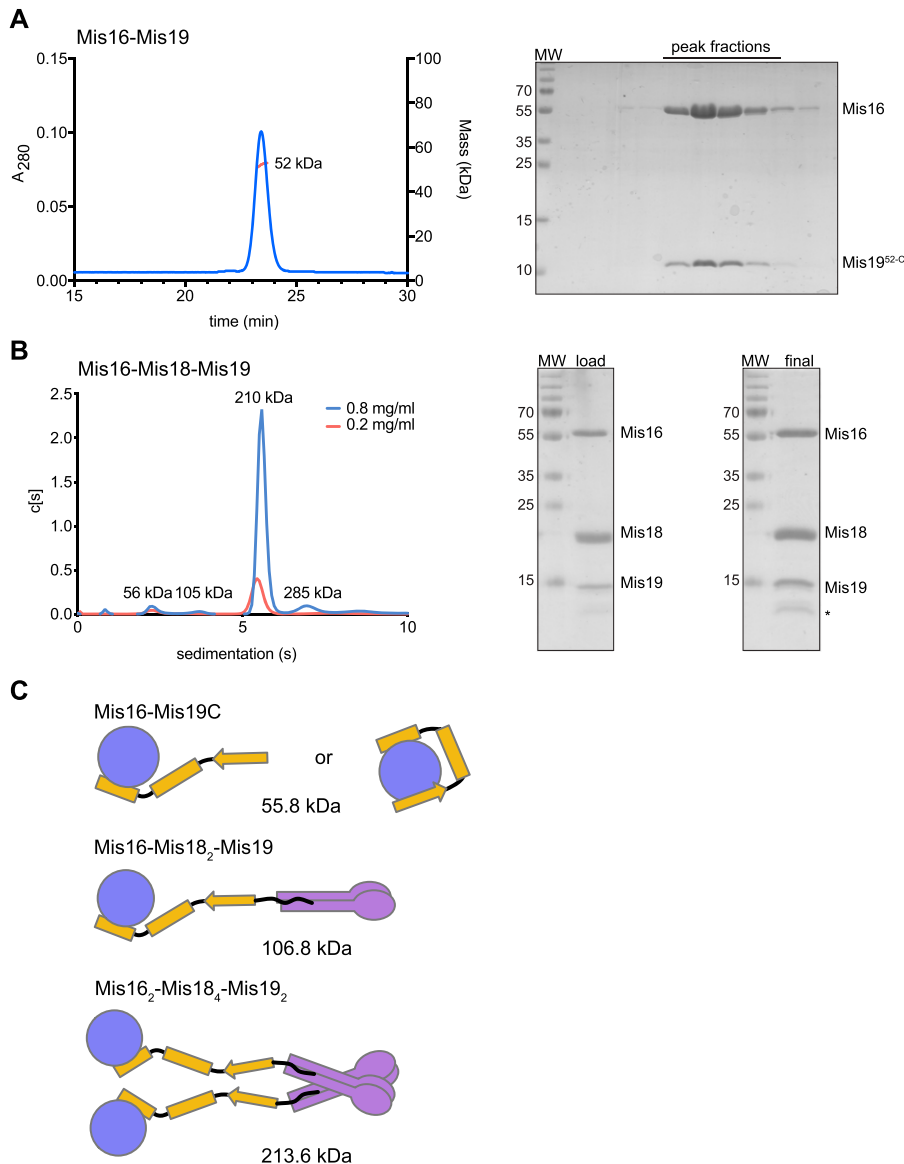 A
Mis16-Mis19
0.15
0.10
0.05
0.00
A280
100
80
60
40
20
0
Mass (kDa)
52 kDa
15
20
25
30
time (min)
peak fractions
MW
70
55
35
25
15
10
Mis16
Mis1952-C
B
Mis16-Mis18-Mis19
2.5
2.0
1.5
1.0
0.5
0.0
c[s]
210 kDa
0.8 mg/ml
0.2 mg/ml
56 kDa
105 kDa
285 kDa
0
5
10
sedimentation (s)
MW load
70
55
35
25
15
Mis16
Mis18
Mis19
MW final
70
55
35
25
15
Mis16
Mis18
Mis19
*
C
Mis16-Mis19C
or
55.8 kDa
Mis16-Mis182-Mis19
106.8 kDa
Mis162-Mis184-Mis192
213.6 kDa